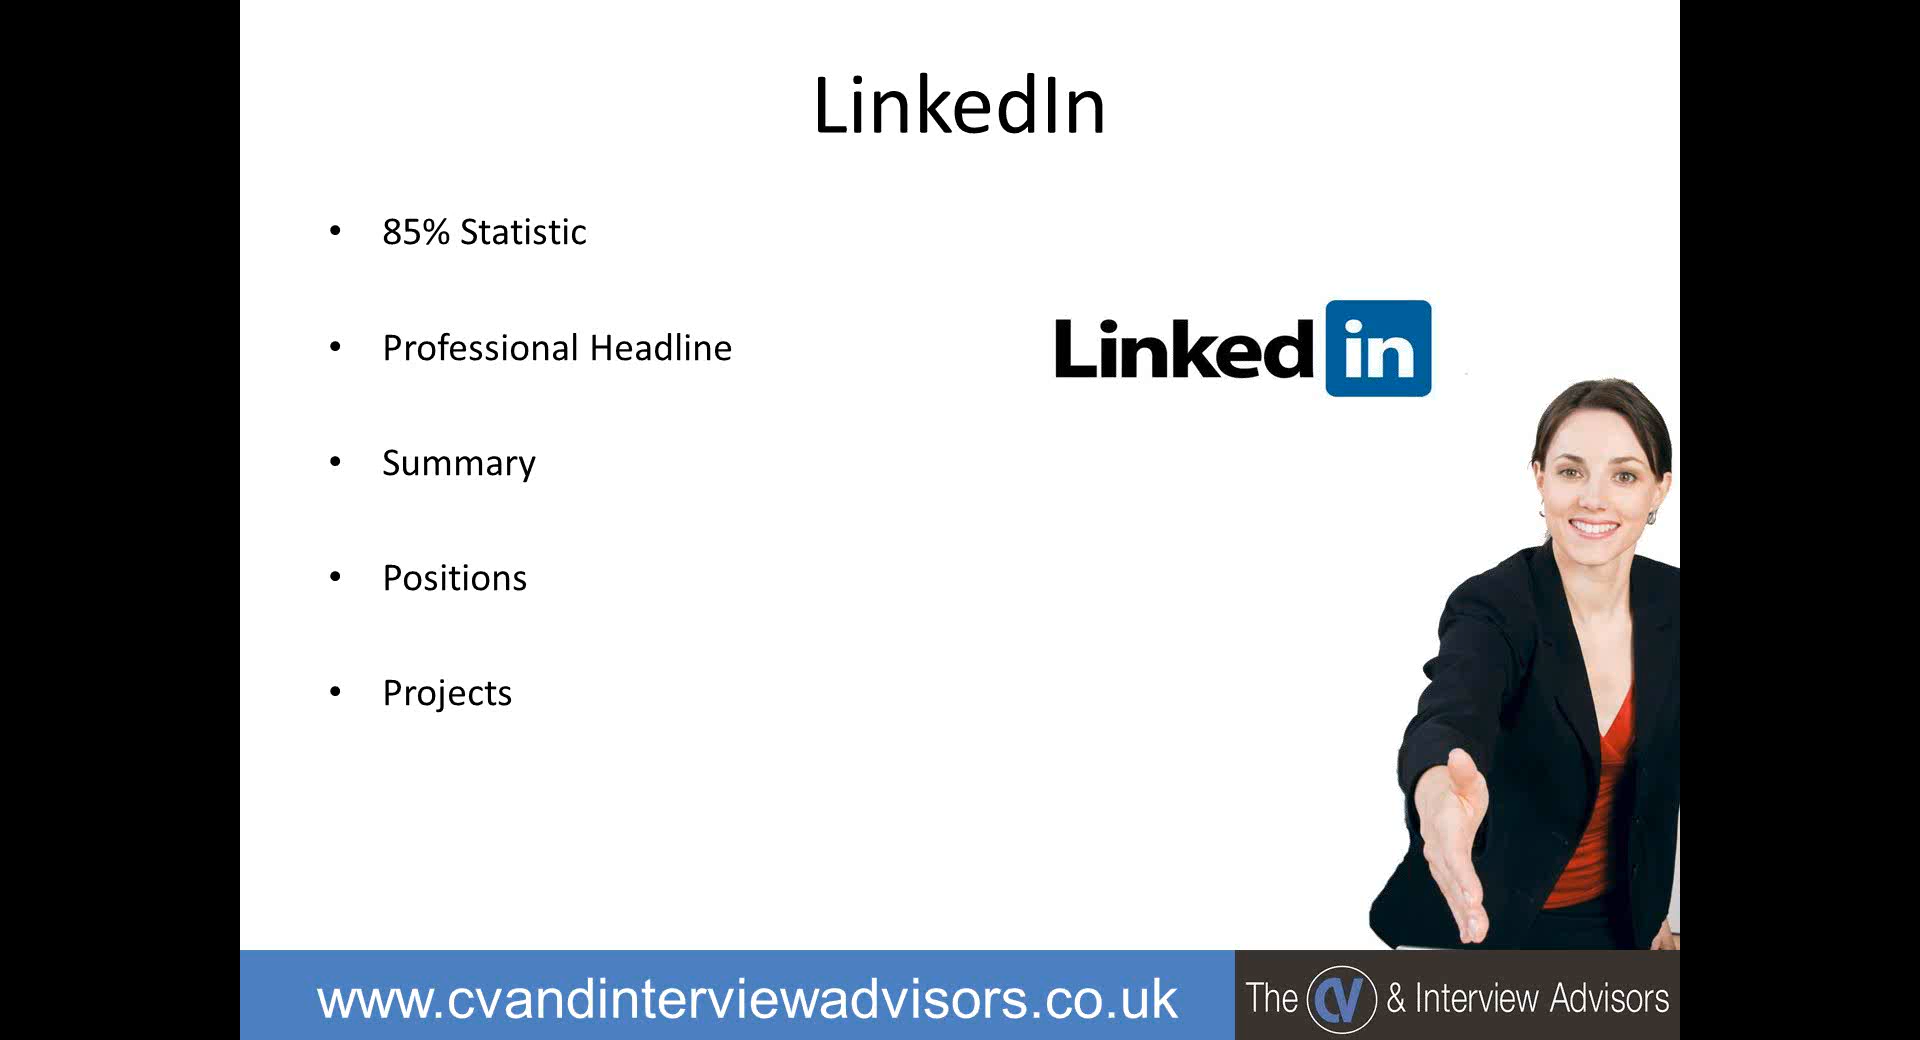 LinkedIn
• 85% Statistic
• Professional Headline
Linked in
• Summary
• Positions
• Projects
www.cvandinterviewadvisors.co.uk
The CV & Interview Advisors